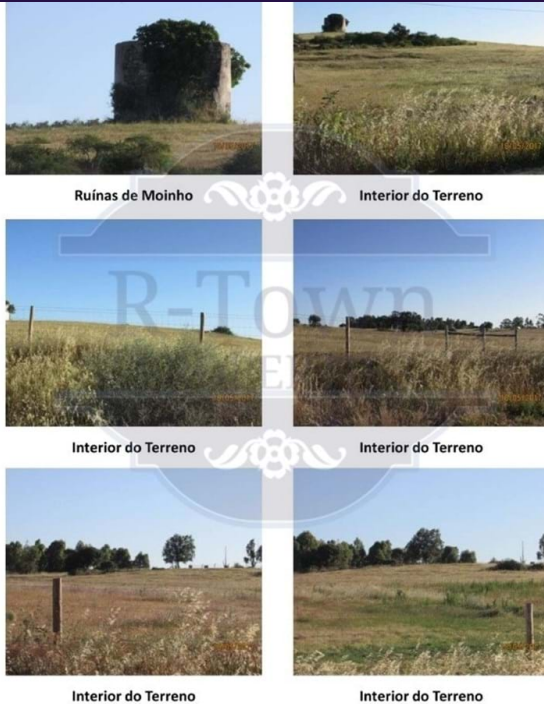 Ruínas de Moinho
Interior do Terreno
R-Town
Interior do Terreno
Interior do Terreno
Interior do Terreno
Interior do Terreno